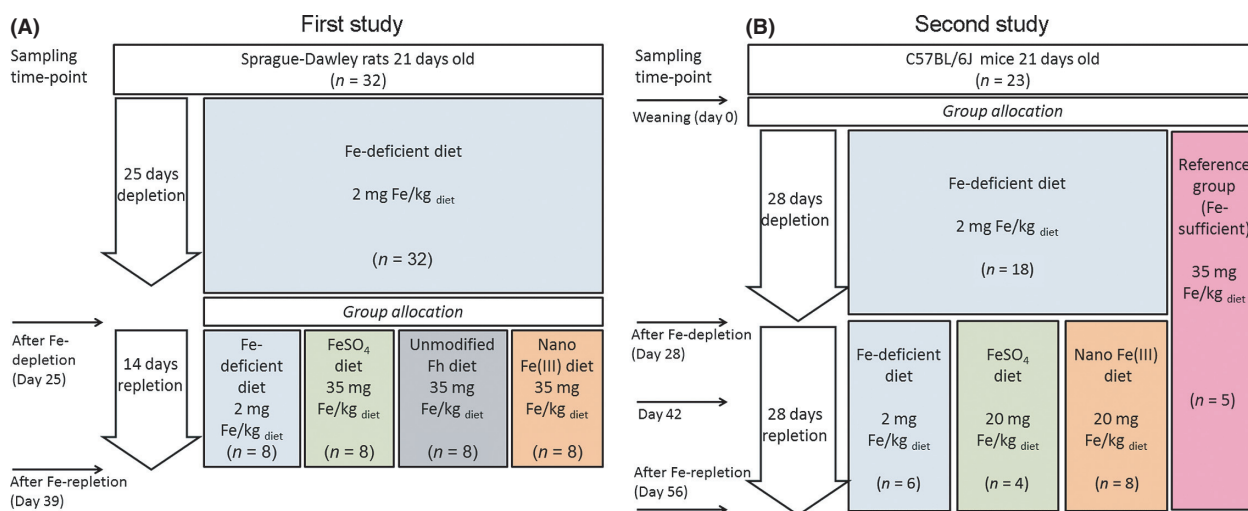 (A)
First study
Sampling
time-point
Sprague-Dawley rats 21 days old
(n = 32)
25 days
depletion
Fe-deficient diet
2 mg Fe/kg diet
(n = 32)
Group allocation
After Fe-
depletion
(Day 25)
14 days
repletion
Fe-
deficient
diet
2 mg
Fe/kg diet
(n = 8)
FeSO4
diet
35 mg
Fe/kg diet
(n = 8)
Unmodified
Fh diet
35 mg
Fe/kg diet
(n = 8)
Nano
Fe(III) diet
35 mg
Fe/kg diet
(n = 8)
After Fe-repletion
(Day 39)
(B)
Second study
Sampling
time-point
C57BL/6J mice 21 days old
(n = 23)
Weaning (day 0)
Group allocation
28 days
depletion
Fe-deficient diet
2 mg Fe/kg diet
(n = 18)
Reference
group
(Fe-
sufficient)
35 mg
Fe/kg diet
(n = 5)
After Fe-depletion
(Day 28)
Day 42
28 days
repletion
Fe-deficient
diet
2 mg
Fe/kg diet
(n = 6)
FeSO4
diet
20 mg
Fe/kg diet
(n = 4)
Nano Fe(III)
diet
20 mg
Fe/kg diet
(n = 8)
After Fe-repletion
(Day 56)